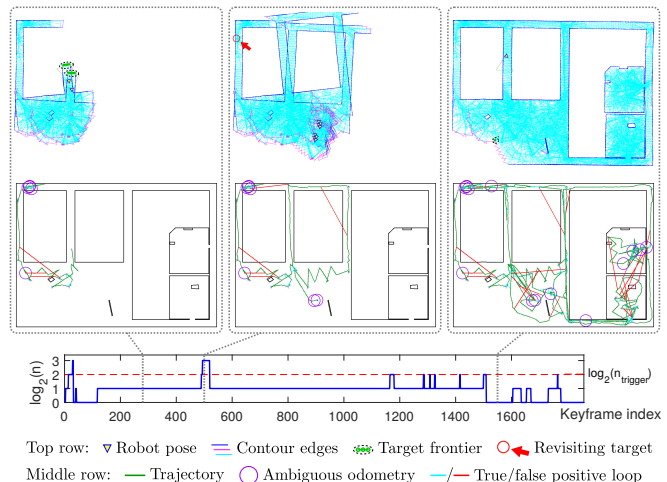 log₂(n)
3
2
1
0
log₂(n_trigger)
0 200 400 600 800 1000 1200 1400 1600 Keyframe index
Top row: Robot pose Contour edges Target frontier Revisiting target
Middle row: Trajectory Ambiguous odometry / True/false positive loop